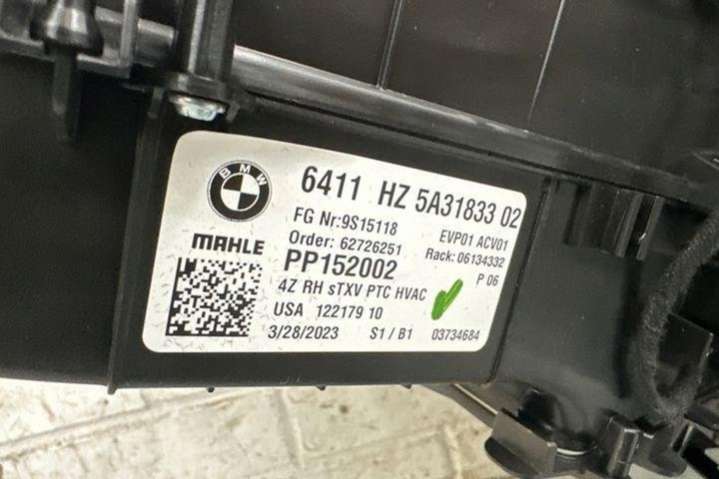 BMW
6411 HZ 5A31833 02
FG Nr:9S15118 EVP01 ACV01
MAHLE Order: 62726251 Rack: 06134332
PP152002 P 06
4Z RH sTXV PTC HVAC
USA 122179 10
3/28/2023 S1 / B1 03734684